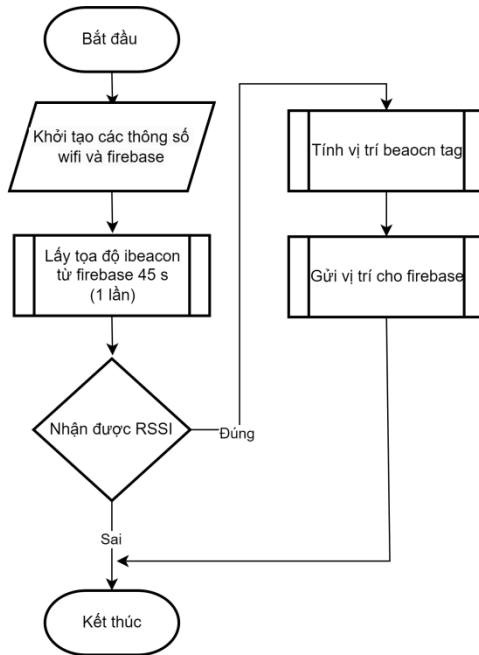 Bắt đầu
Khởi tạo các thông số
wifi và firebase
Lấy tọa độ ibeacon
từ firebase 45 s
(1 lần)
Nhận được RSSI
Đúng
Sai
Kết thúc
Tính vị trí beaocn tag
Gửi vị trí cho firebase